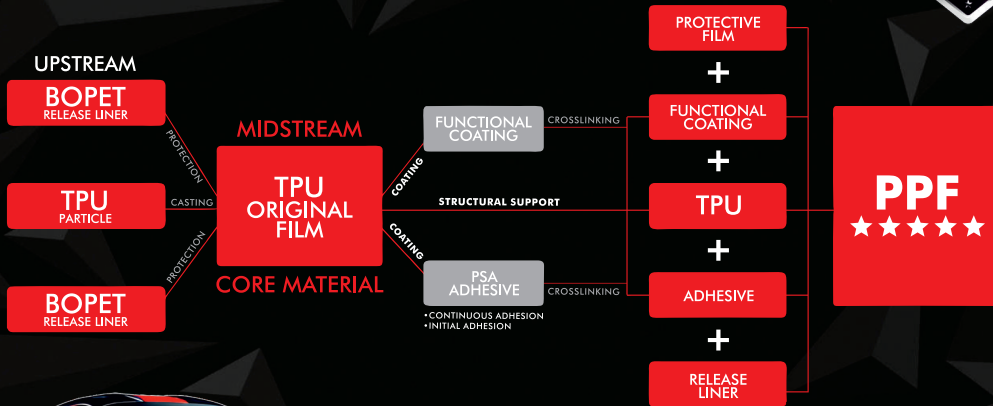 UPSTREAM
BOPET
RELEASE LINER
PROTECTION
TPU
PARTICLE
CASTING
BOPET
RELEASE LINER
PROTECTION
MIDSTREAM
TPU
ORIGINAL
FILM
CORE MATERIAL
COATING
FUNCTIONAL
COATING
CROSSLINKING
STRUCTURAL SUPPORT
COATING
PSA
ADHESIVE
CROSSLINKING
•CONTINUOUS ADHESION
•INITIAL ADHESION
PROTECTIVE
FILM
+
FUNCTIONAL
COATING
+
TPU
+
ADHESIVE
+
RELEASE
LINER
PPF